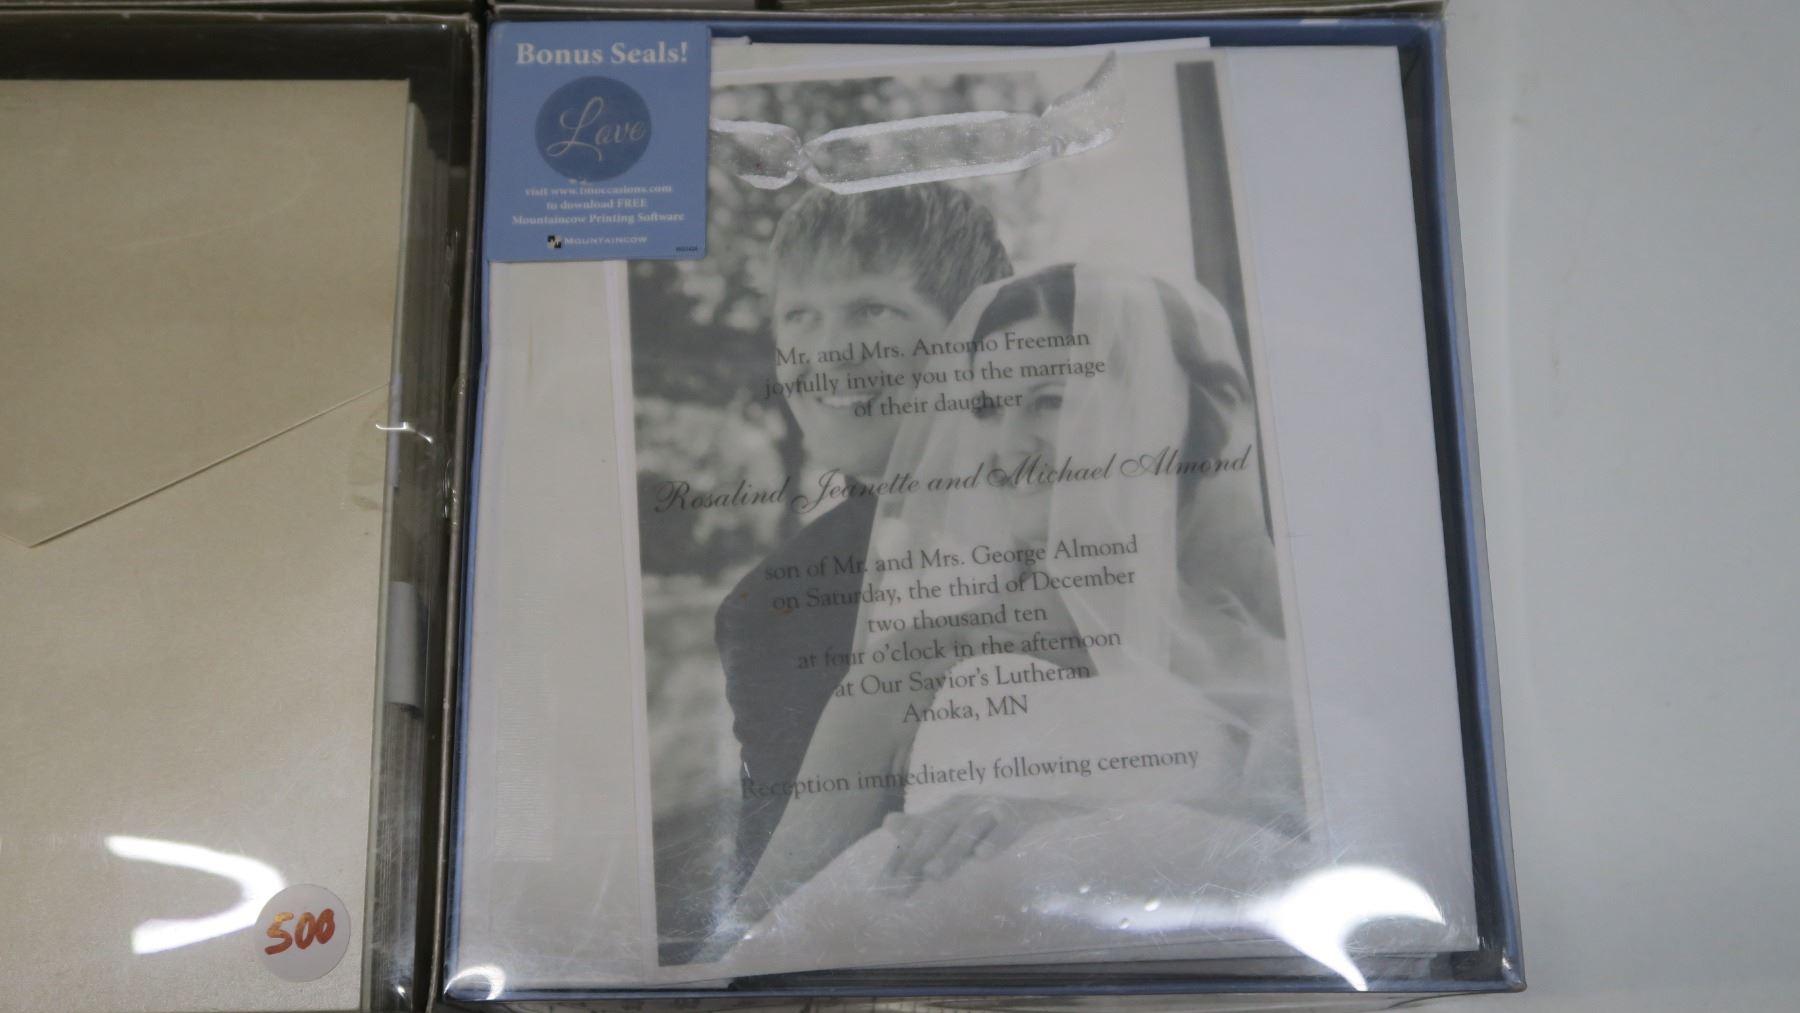 Bonus Seals!
Love
visit www.tmoccasions.com
to download FREE
Mountaincow Printing Software
MOUNTAINCOW
Mr. and Mrs. Antonio Freeman
joyfully invite you to the marriage
of their daughter
Rosalind Jeanette and Michael Almond
son of Mr. and Mrs. George Almond
on Saturday, the third of December
two thousand ten
at four o'clock in the afternoon
at Our Savior's Lutheran
Anoka, MN
Reception immediately following ceremony
500